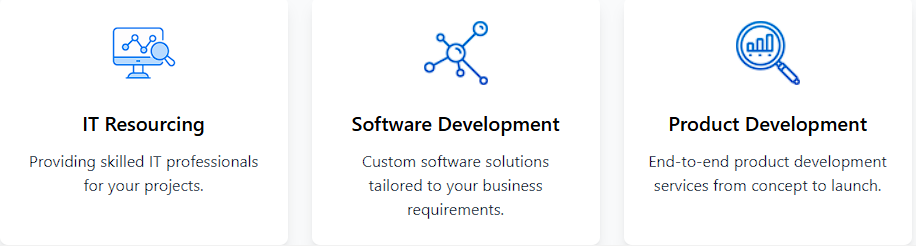 IT Resourcing
Providing skilled IT professionals
for your projects.
Software Development
Custom software solutions
tailored to your business
requirements.
Product Development
End-to-end product development
services from concept to launch.